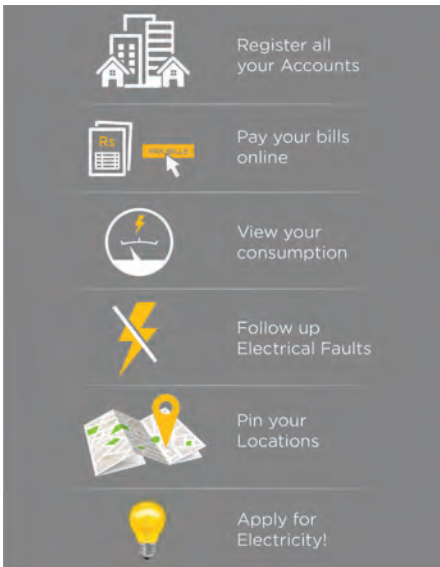 Register all
your Accounts
Rs
PAY BILLS
Pay your bills
online
View your
consumption
Follow up
Electrical Faults
Pin your
Locations
Apply for
Electricity!